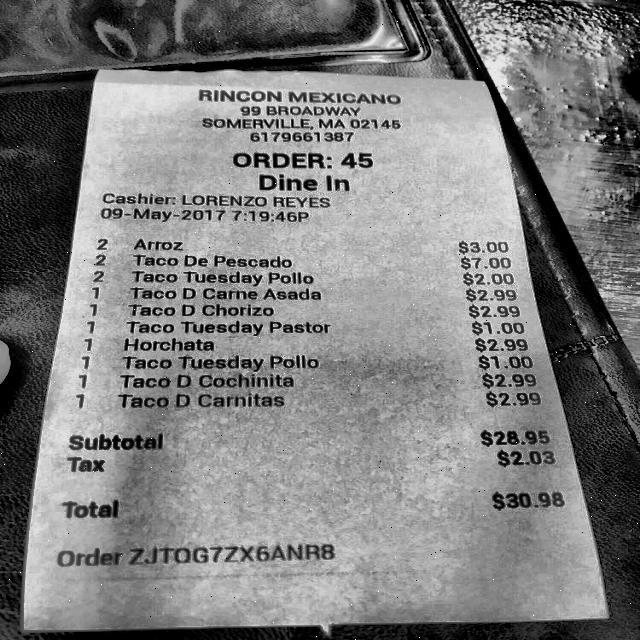 RINCON MEXICANO
99 BROADWAY
SOMERVILLE, MA 02145
6179661387
ORDER: 45
Dine In
Cashier: LORENZO REYES
09-May-2017 7:19:46P
2 Arroz $3.00
2 Taco De Pescado $7.00
2 Taco Tuesday Pollo $2.00
1 Taco D Carne Asada $2.99
1 Taco D Chorizo $2.99
1 Taco Tuesday Pastor $1.00
1 Horchata $2.99
1 Taco Tuesday Pollo $1.00
1 Taco D Cochinita $2.99
1 Taco D Carnitas $2.99
Subtotal $28.95
Tax $2.03
Total $30.98
Order ZJTQG7ZX6ANR8